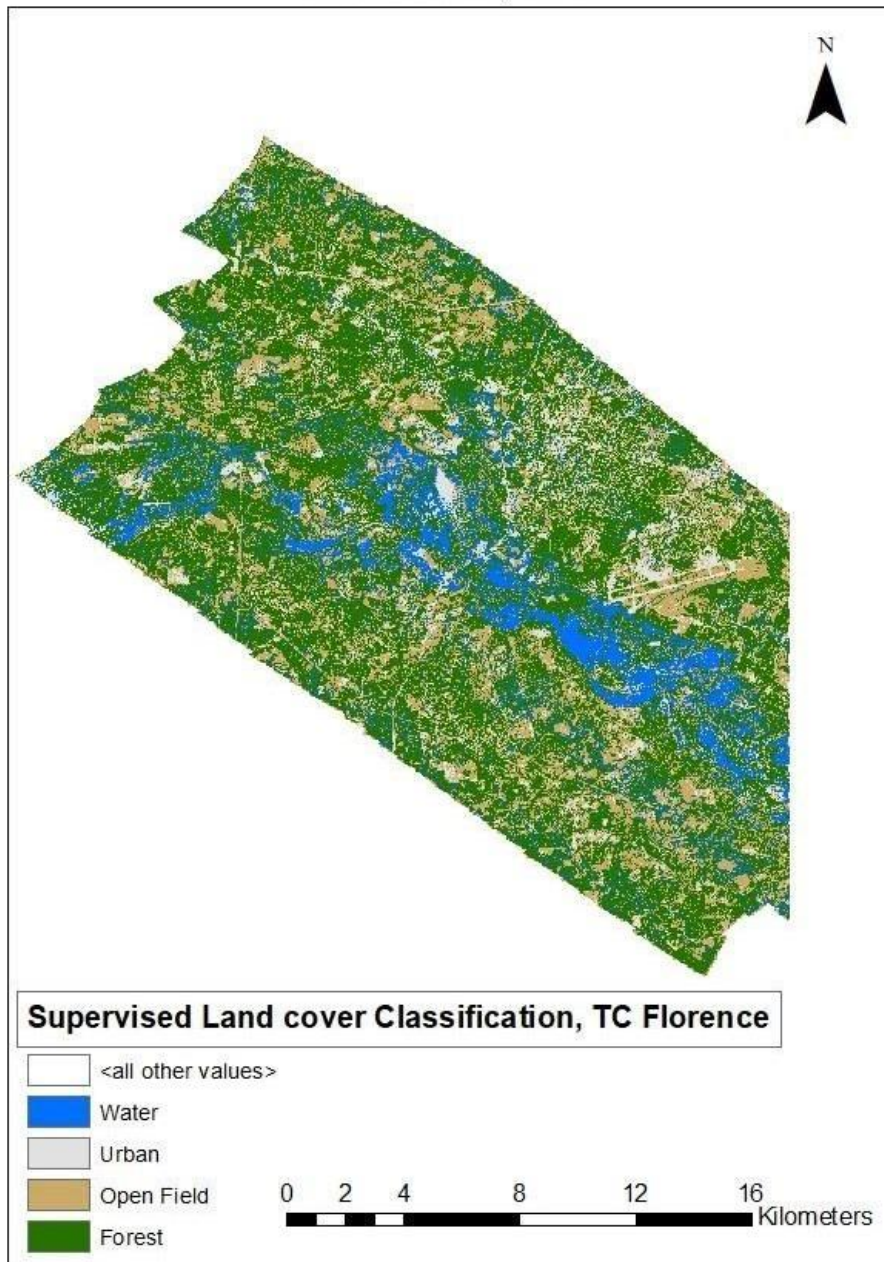 N
Supervised Land cover Classification, TC Florence
<all other values>
Water
Urban
Open Field
Forest
0 2 4 8 12 16
Kilometers